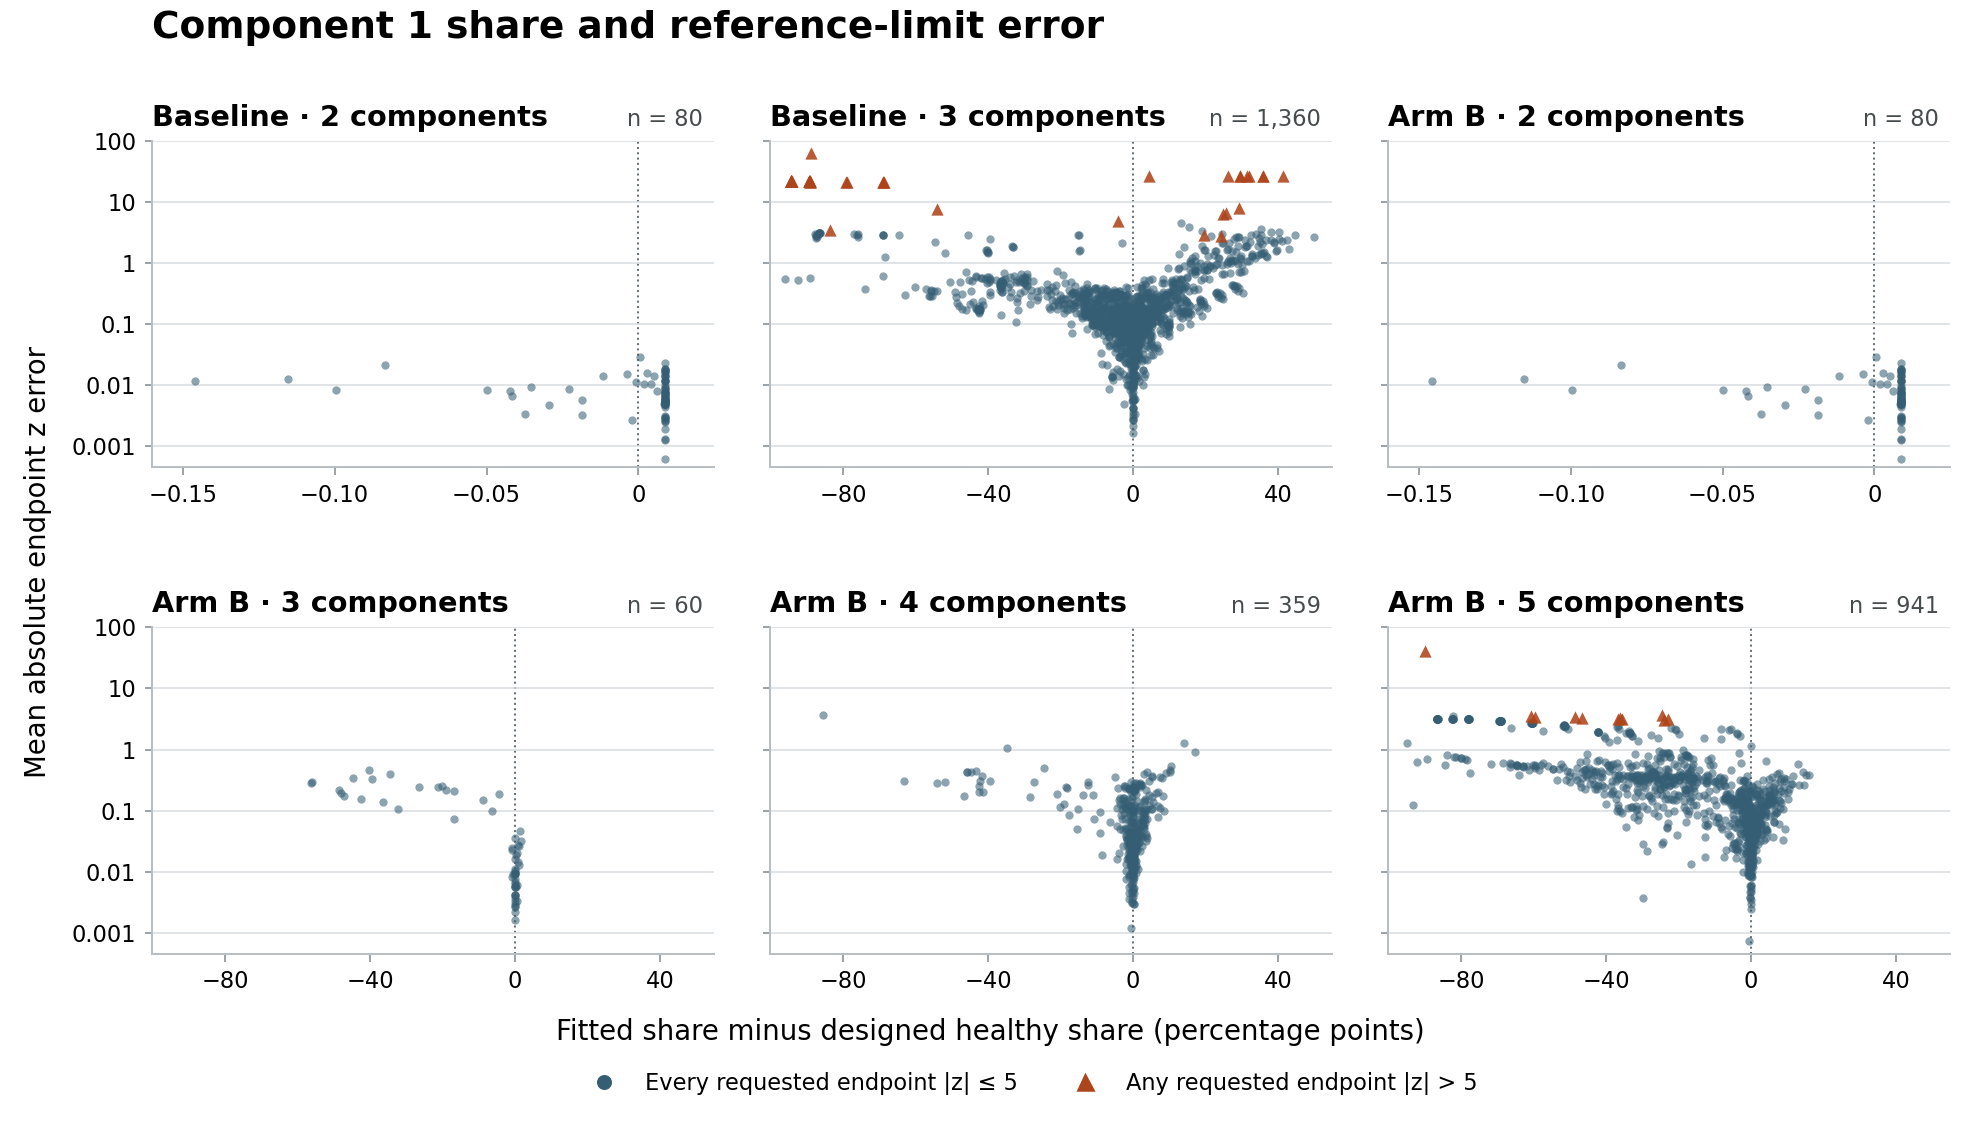 Component 1 share and reference-limit error
Baseline · 2 components n = 80
Baseline · 3 components n = 1,360
Arm B · 2 components n = 80
100
10
1
0.1
0.01
0.001
−0.15 −0.10 −0.05 0
−80 −40 0 40
−0.15 −0.10 −0.05 0
Mean absolute endpoint z error
Arm B · 3 components n = 60
Arm B · 4 components n = 359
Arm B · 5 components n = 941
100
10
1
0.1
0.01
0.001
−80 −40 0 40
−80 −40 0 40
−80 −40 0 40
Fitted share minus designed healthy share (percentage points)
Every requested endpoint |z| ≤ 5
Any requested endpoint |z| > 5